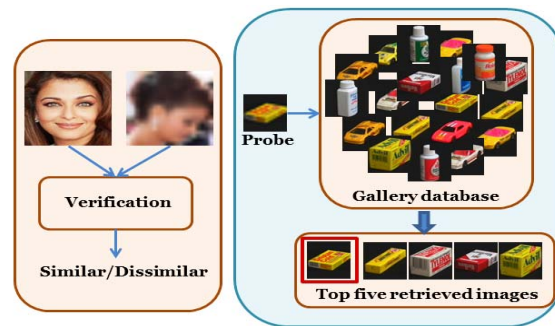 Verification
Similar/Dissimilar
Probe
Gallery database
Top five retrieved images